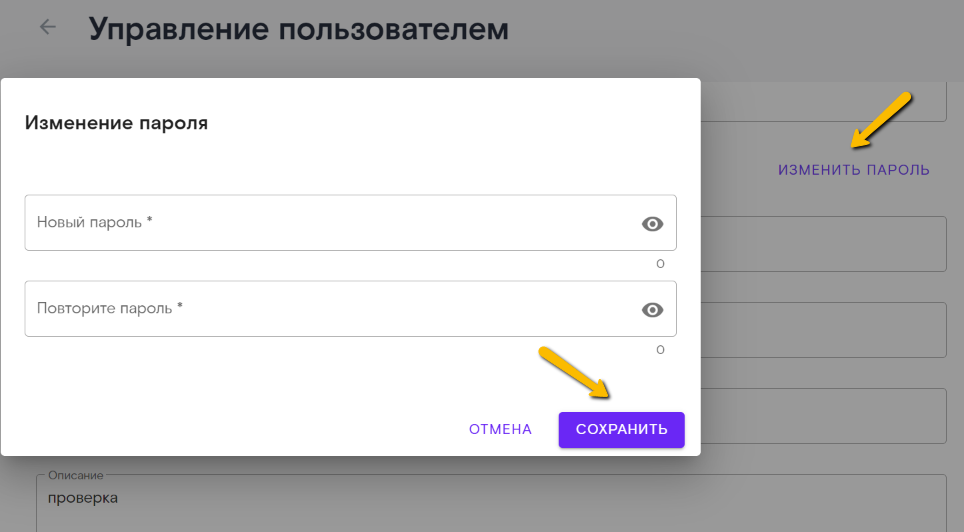 Управление пользователем
Изменение пароля
ИЗМЕНИТЬ ПАРОЛЬ
Новый пароль *
0
Повторите пароль *
0
ОТМЕНА
СОХРАНИТЬ
Описание
проверка